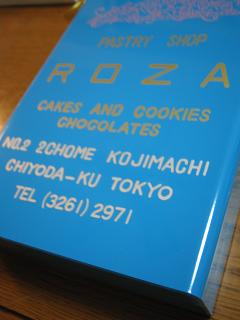 PASTRY SHOP
ROZA
CAKES AND COOKIES
CHOCOLATES
NO.2 2CHOME KOJIMACHI
CHIYODA-KU TOKYO
TEL (3261) 2971